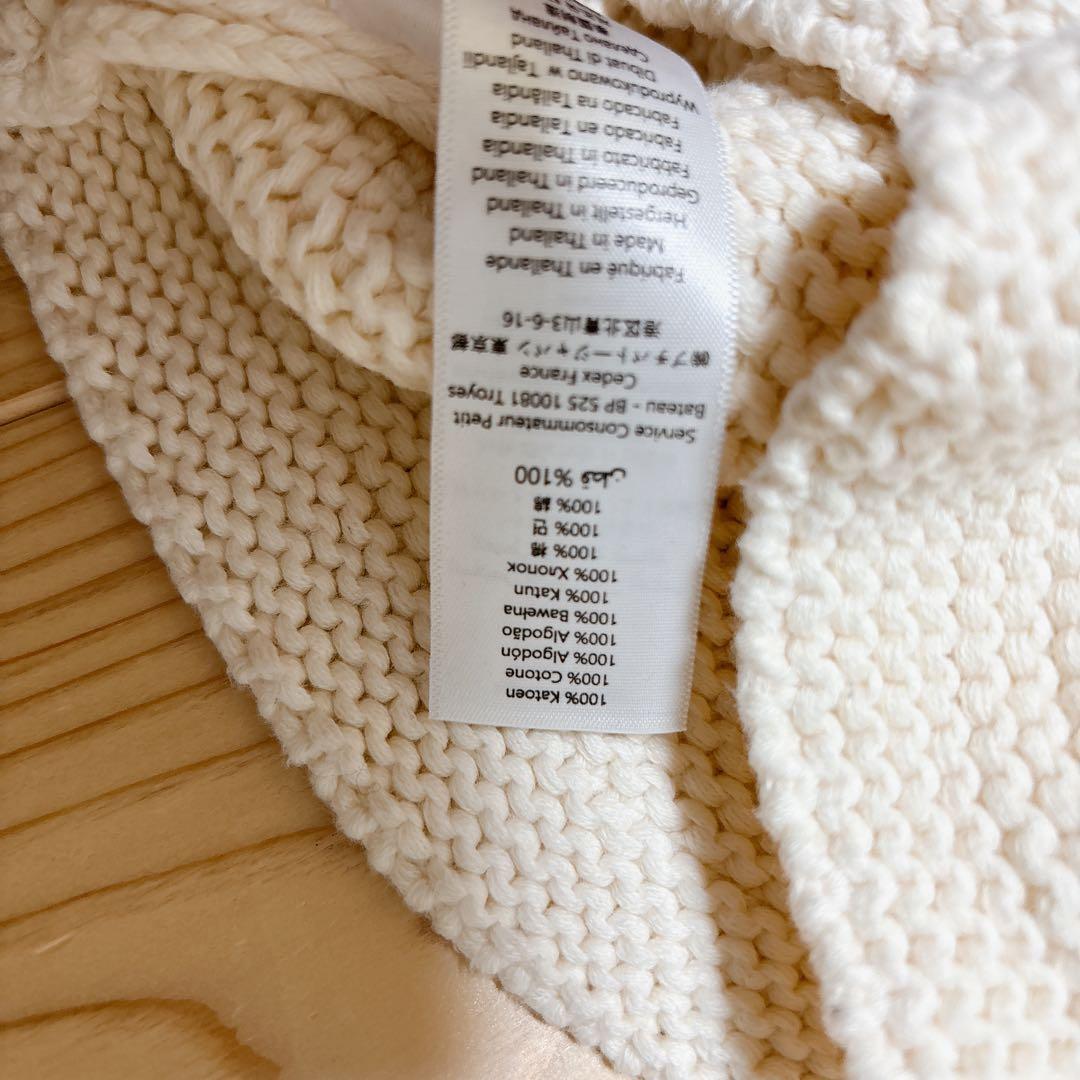 100% Katoen
100% Cotone
100% Algodón
100% Algodão
100% Bawełna
100% Katun
100% Хлопок
100% 棉
100% 면
100% 綿
100% قطن
Service Consommateur Petit
Bateau - BP 525 10081 Troyes
Cedex France
㈱プチバトージャパン 東京都
港区北青山3-6-16
Fabriqué en Thaïlande
Made in Thailand
Hergestellt in Thailand
Geproduceerd in Thailand
Fabbricato in Thailandia
Fabricado en Tailandia
Fabricado na Tailândia
Wyprodukowano w Tajlandii
Dibuat di Thailand
Сделано Тайланд